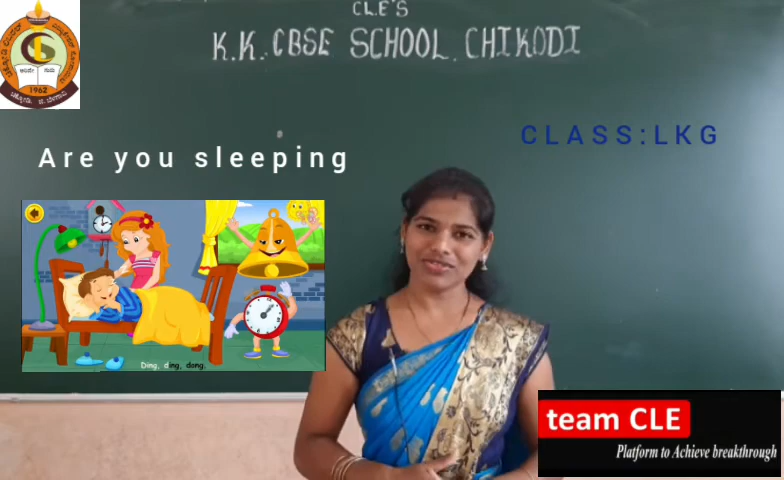 CLE'S
K.K. CBSE SCHOOL CHIKODI
CLASS:LKG
Are you sleeping
Ding, ding, dong.
1962
team CLE
Platform to Achieve breakthrough